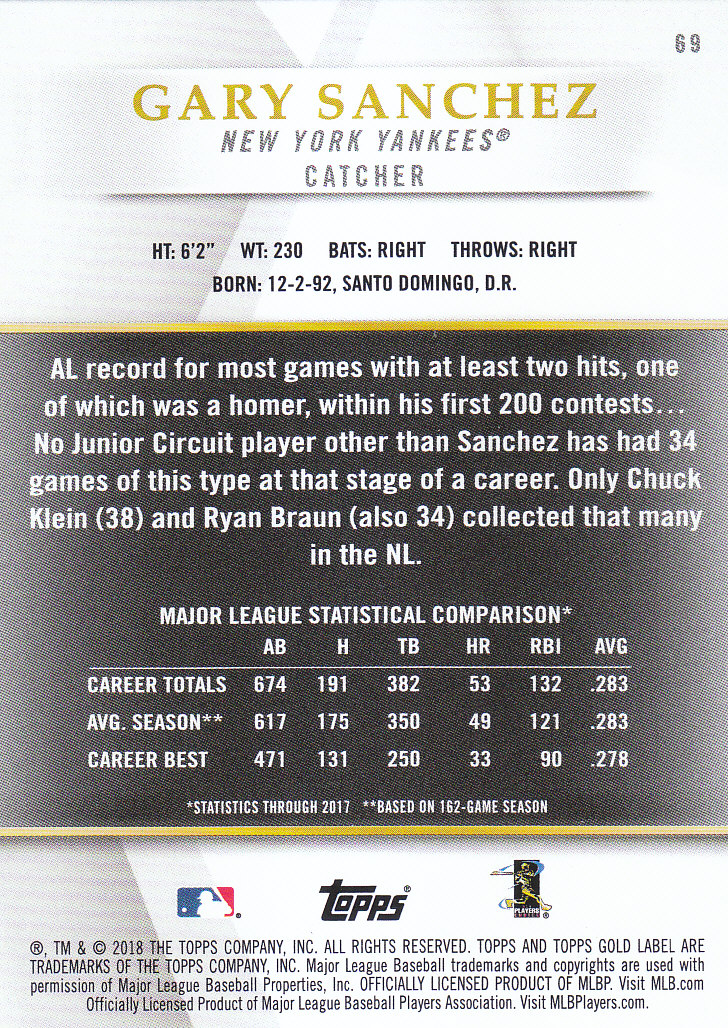 69
GARY SANCHEZ
NEW YORK YANKEES®
CATCHER
HT: 6'2" WT: 230 BATS: RIGHT THROWS: RIGHT
BORN: 12-2-92, SANTO DOMINGO, D.R.
AL record for most games with at least two hits, one
of which was a homer, within his first 200 contests...
No Junior Circuit player other than Sanchez has had 34
games of this type at that stage of a career. Only Chuck
Klein (38) and Ryan Braun (also 34) collected that many
in the NL.
MAJOR LEAGUE STATISTICAL COMPARISON*
AB H TB HR RBI AVG
CAREER TOTALS 674 191 382 53 132 .283
AVG. SEASON** 617 175 350 49 121 .283
CAREER BEST 471 131 250 33 90 .278
*STATISTICS THROUGH 2017 **BASED ON 162-GAME SEASON
® Topps® PLAYERS ®
®, TM & © 2018 THE TOPPS COMPANY, INC. ALL RIGHTS RESERVED. TOPPS AND TOPPS GOLD LABEL ARE
TRADEMARKS OF THE TOPPS COMPANY, INC. Major League Baseball trademarks and copyrights are used with
permission of Major League Baseball Properties, Inc. OFFICIALLY LICENSED PRODUCT OF MLBP. Visit MLB.com
Officially Licensed Product of Major League Baseball Players Association. Visit MLBPlayers.com.